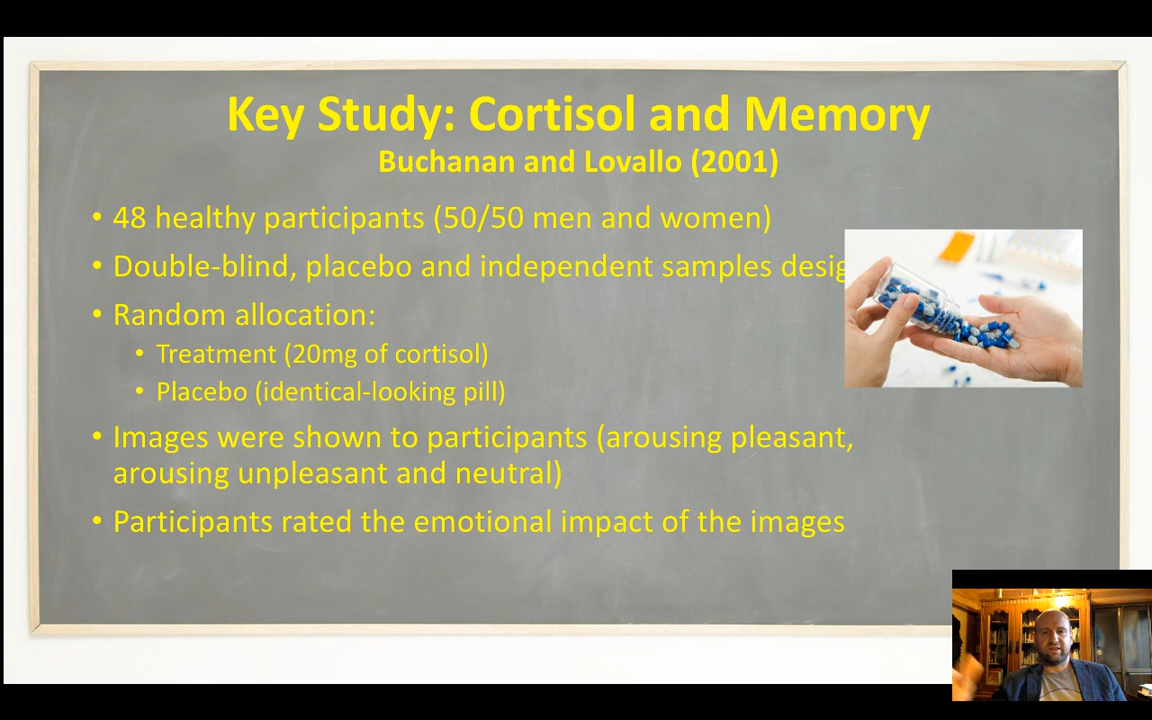 Key Study: Cortisol and Memory
Buchanan and Lovallo (2001)
• 48 healthy participants (50/50 men and women)
• Double-blind, placebo and independent samples desig
• Random allocation:
• Treatment (20mg of cortisol)
• Placebo (identical-looking pill)
• Images were shown to participants (arousing pleasant,
arousing unpleasant and neutral)
• Participants rated the emotional impact of the images